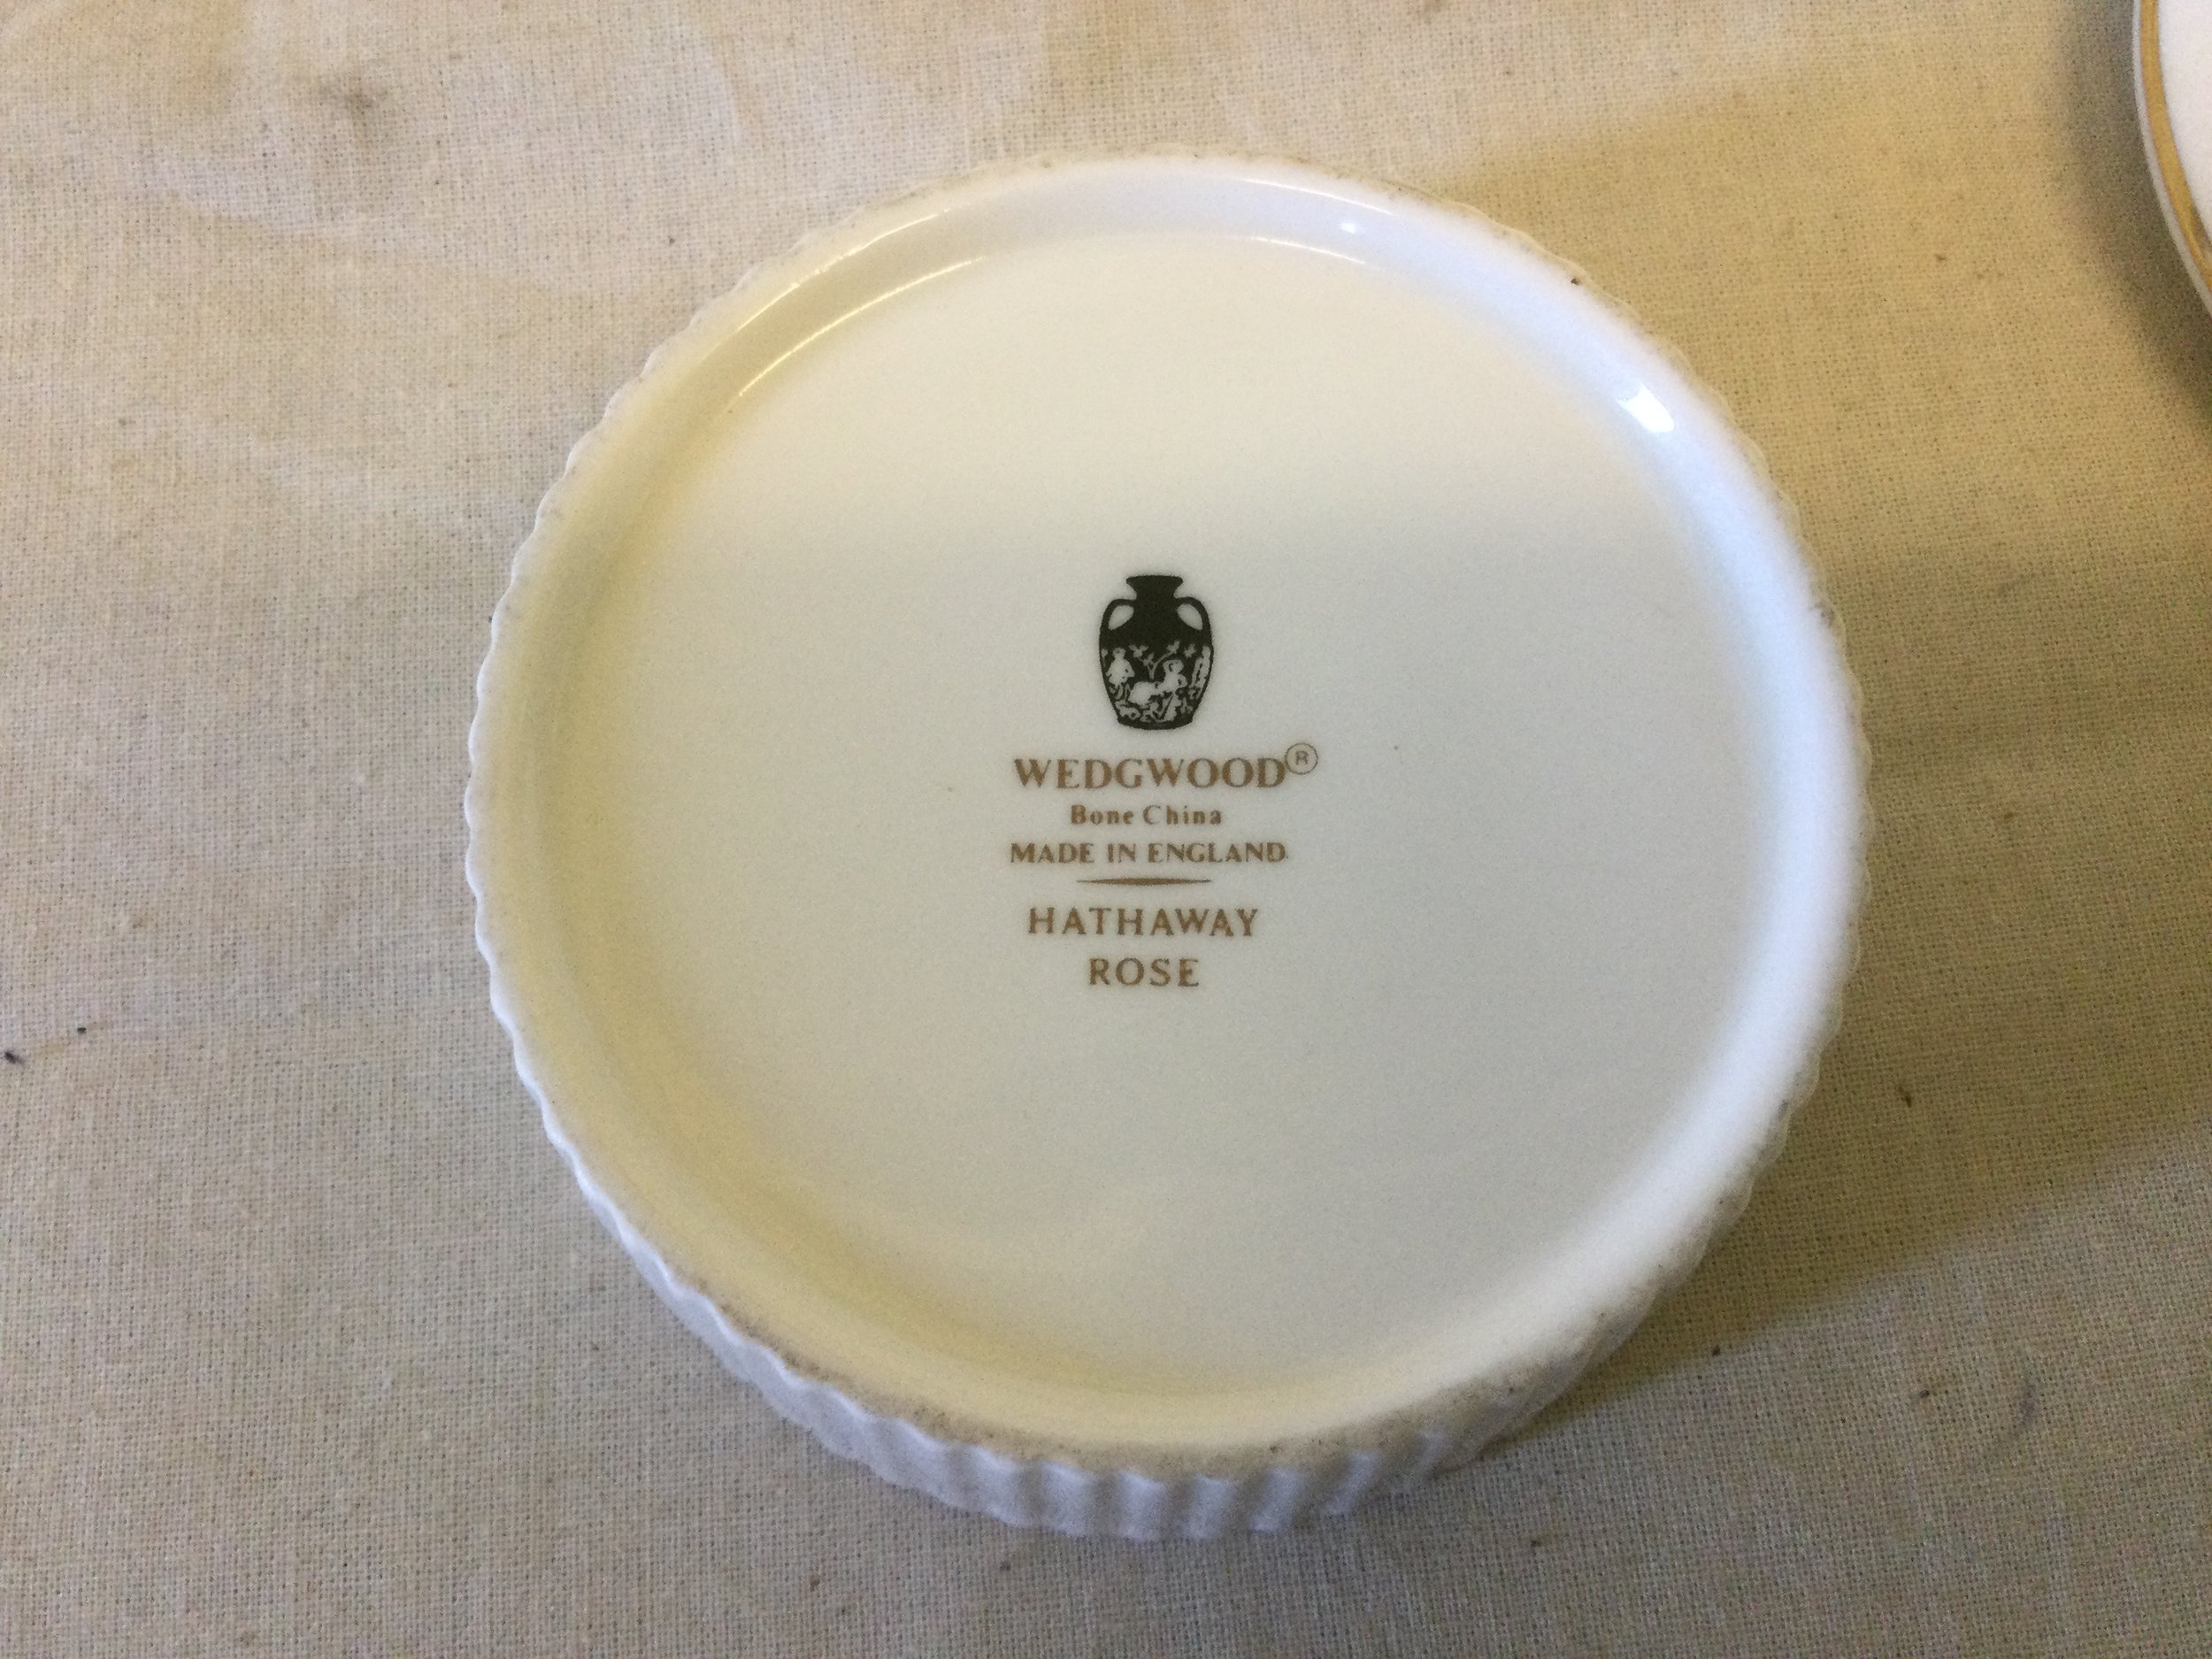 WEDGWOOD®
Bone China
MADE IN ENGLAND
HATHAWAY
ROSE